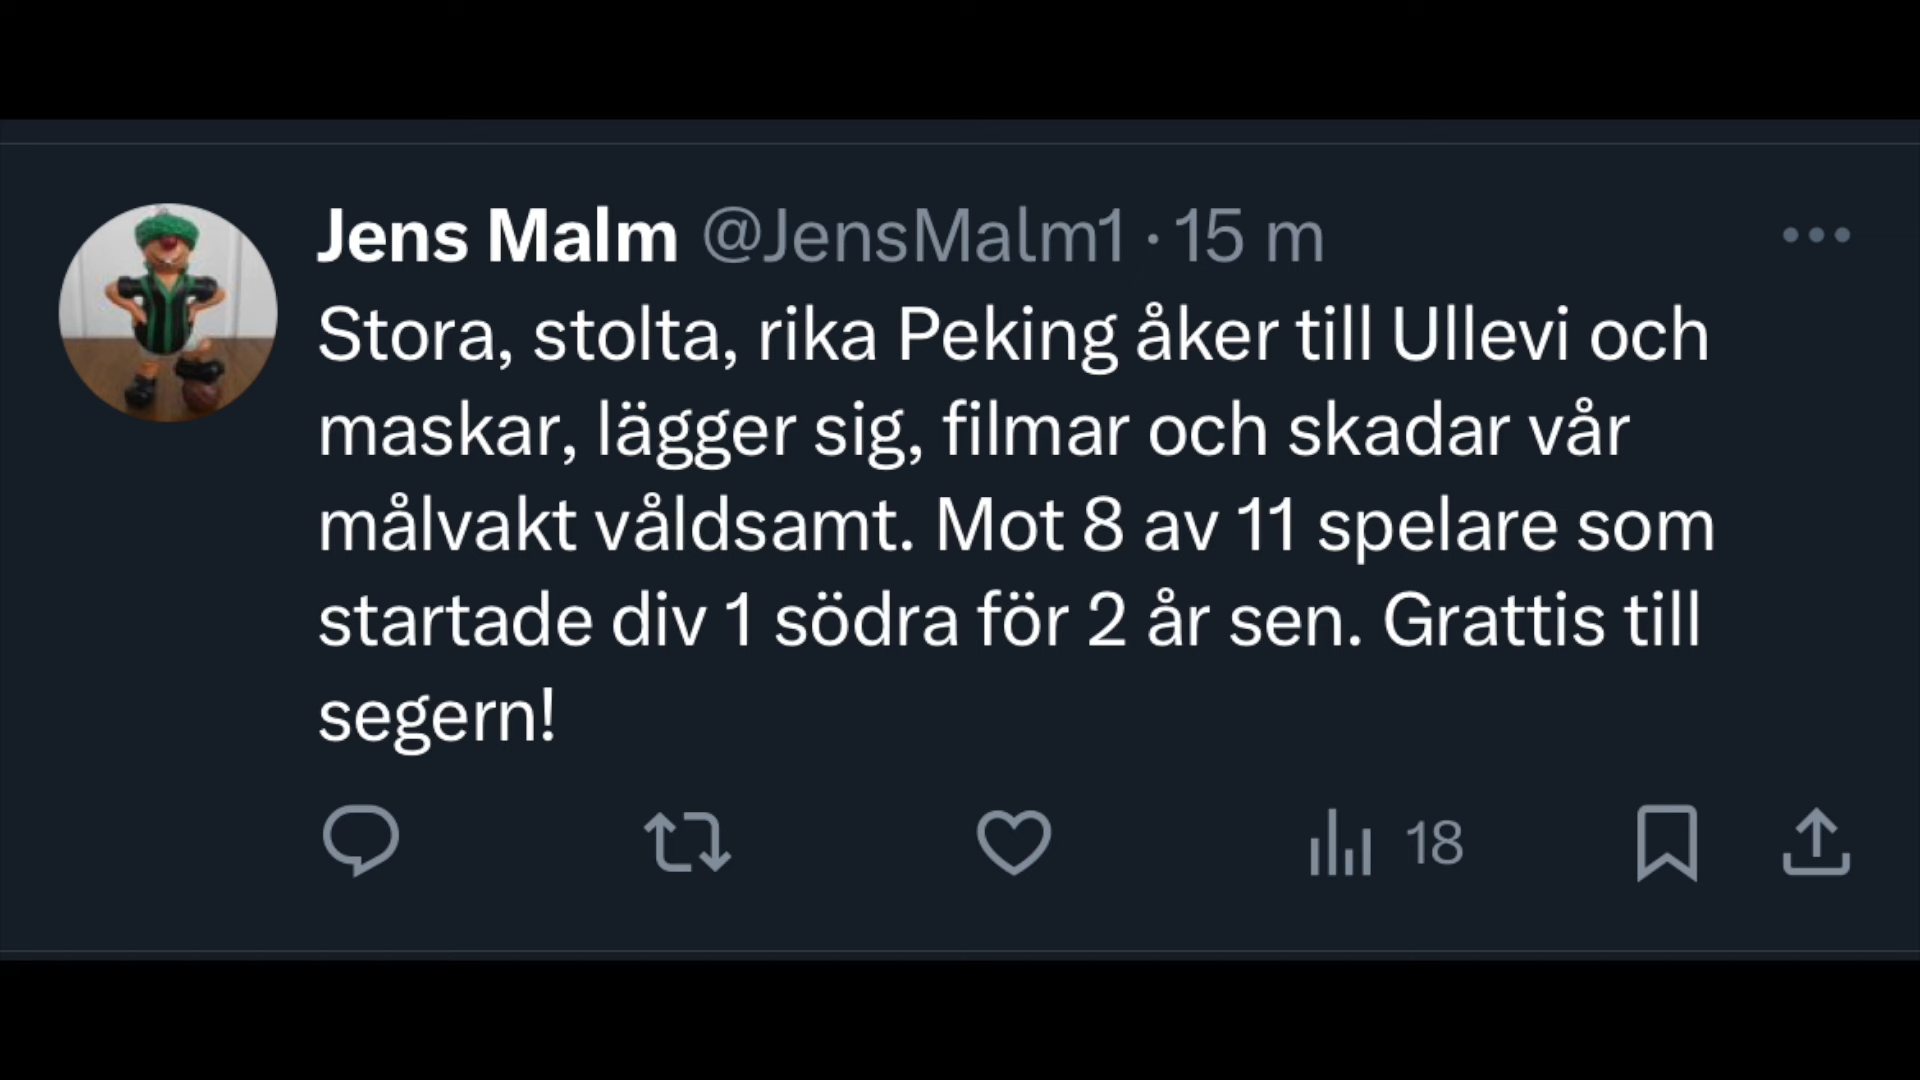 Jens Malm @JensMalm1 · 15 m
Stora, stolta, rika Peking åker till Ullevi och
maskar, lägger sig, filmar och skadar vår
målvakt våldsamt. Mot 8 av 11 spelare som
startade div 1 södra för 2 år sen. Grattis till
segern!
18